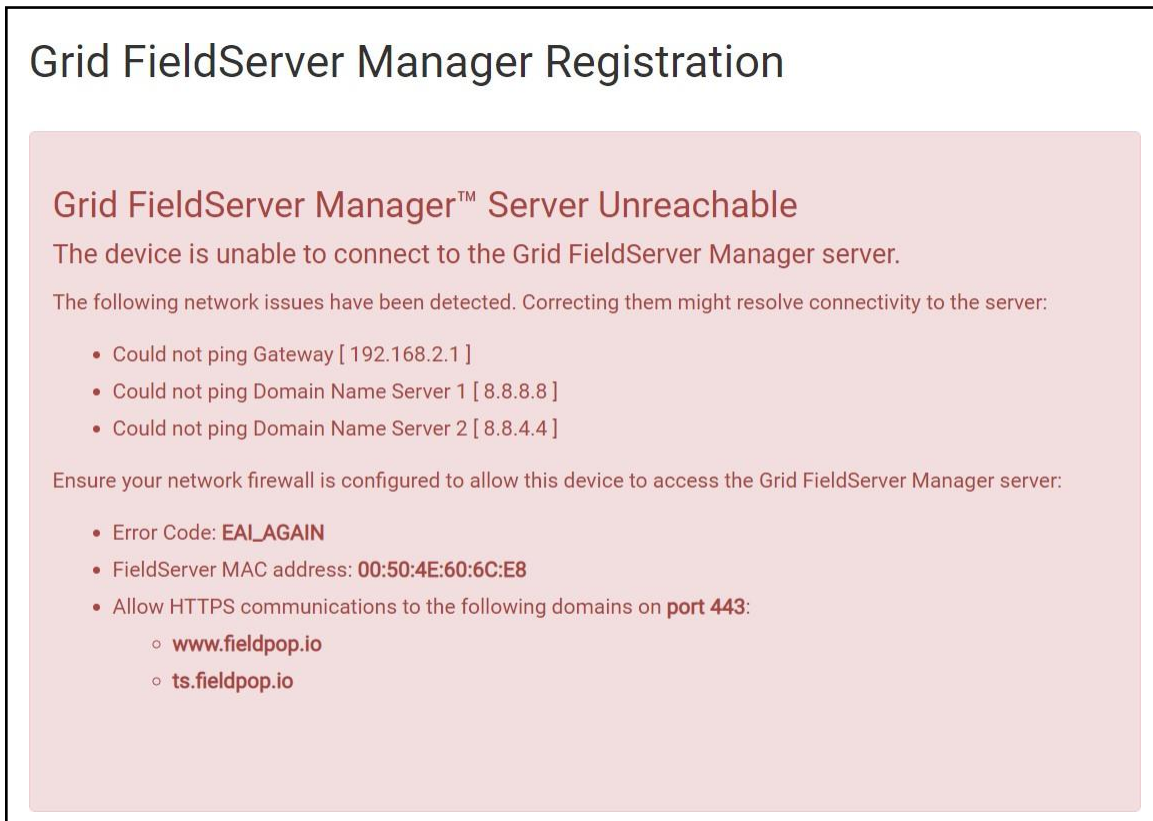 Grid FieldServer Manager Registration
Grid FieldServer Manager™ Server Unreachable
The device is unable to connect to the Grid FieldServer Manager server.
The following network issues have been detected. Correcting them might resolve connectivity to the server:
• Could not ping Gateway [ 192.168.2.1 ]
• Could not ping Domain Name Server 1 [ 8.8.8.8 ]
• Could not ping Domain Name Server 2 [ 8.8.4.4 ]
Ensure your network firewall is configured to allow this device to access the Grid FieldServer Manager server:
• Error Code: EAI_AGAIN
• FieldServer MAC address: 00:50:4E:60:6C:E8
• Allow HTTPS communications to the following domains on port 443:
○ www.fieldpop.io
○ ts.fieldpop.io